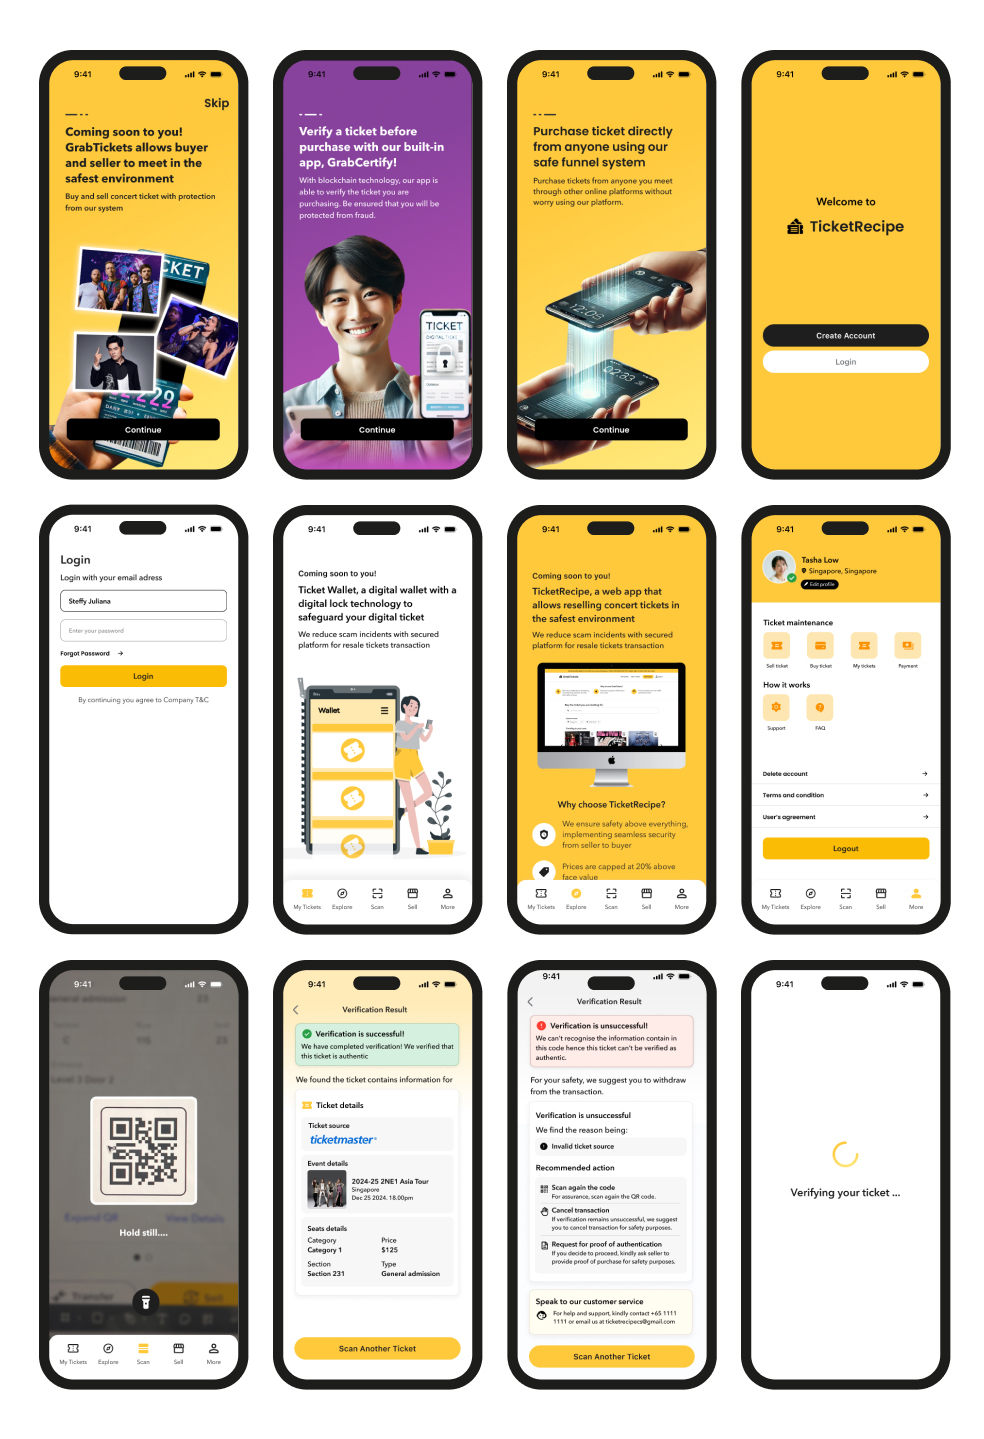 9:41
Skip
Coming soon to you!
GrabTickets allows buyer
and seller to meet in the
safest environment
Buy and sell concert ticket with protection
from our system
CKET
Continue
9:41
Verify a ticket before
purchase with our built-in
app, GrabCertify!
With blockchain technology, our app is
able to verify the ticket you are
purchasing. Be ensured that you will be
protected from fraud.
TICKET
Continue
9:41
Purchase ticket directly
from anyone using our
safe funnel system
Purchase tickets from anyone you meet
through other online platforms without
worry using our platform.
Continue
9:41
Welcome to
TicketRecipe
Create Account
Login
9:41
Login
Login with your email adress
Steffy Juliana
Enter your password
Forgot Password
Login
By continuing you agree to Company T&C
9:41
Coming soon to you!
Ticket Wallet, a digital wallet with a
digital lock technology to
safeguard your digital ticket
We reduce scam incidents with secured
platform for resale tickets transaction
Wallet
My Tickets
Explore
Scan
Sell
More
9:41
Coming soon to you!
TicketRecipe, a web app that
allows reselling concert tickets in
the safest environment
We reduce scam incidents with secured
platform for resale tickets transaction
Why choose TicketRecipe?
We ensure safety above everything,
implementing seamless security
from seller to buyer
Prices are capped at 20% above
face value
My Tickets
Explore
Scan
Sell
More
9:41
Tasha Low
Singapore, Singapore
Edit profile
Ticket maintenance
Sell ticket
Buy ticket
My tickets
Payment
How it works
Support
FAQ
Delete account
Terms and condition
User's agreement
Logout
My Tickets
Explore
Scan
Sell
More
9:41
General admission
23
C
115
23
Level 2 Door 2
Expand QR
View Details
Hold still....
Transfer
Sell
My Tickets
Explore
Scan
Sell
More
9:41
Verification Result
Verification is successful!
We have completed verification! We verified that
this ticket is authentic
We found the ticket contains information for
Ticket details
Ticket source
ticketmaster®
Event details
2024-25 2NE1 Asia Tour
Singapore
Dec 25 2024, 18.00pm
Seats details
Category
Price
Category 1
$125
Section
Type
Section 231
General admission
Scan Another Ticket
9:41
Verification Result
Verification is unsuccessful!
We can't recognise the information contain in
this code hence this ticket can't be verified as
authentic.
For your safety, we suggest you to withdraw
from the transaction.
Verification is unsuccessful
We find the reason being:
Invalid ticket source
Recommended action
Scan again the code
For assurance, scan again the QR code.
Cancel transaction
If verification remains unsuccessful, we suggest
you to cancel transaction for safety purposes.
Request for proof of authentication
If you decide to proceed, kindly ask seller to
provide proof of purchase for safety purposes.
Speak to our customer service
For help and support, kindly contact +65 1111
1111 or email us at ticketrecipecs@gmail.com
Scan Another Ticket
9:41
Verifying your ticket ...